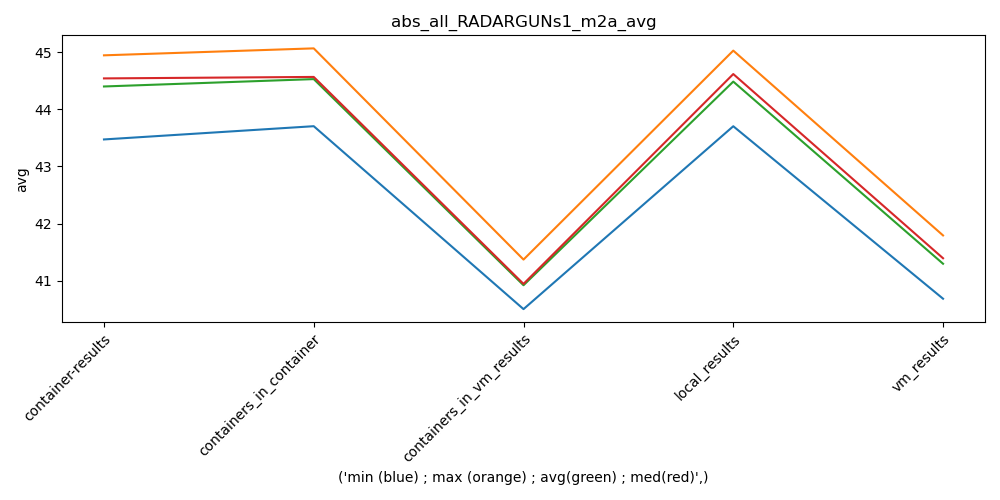 abs_all_RADARGUNs1_m2a_avg
45
44
43
42
41
avg
container-results
containers_in_container
containers_in_vm_results
local_results
vm_results
('min (blue) ; max (orange) ; avg(green) ; med(red)',)